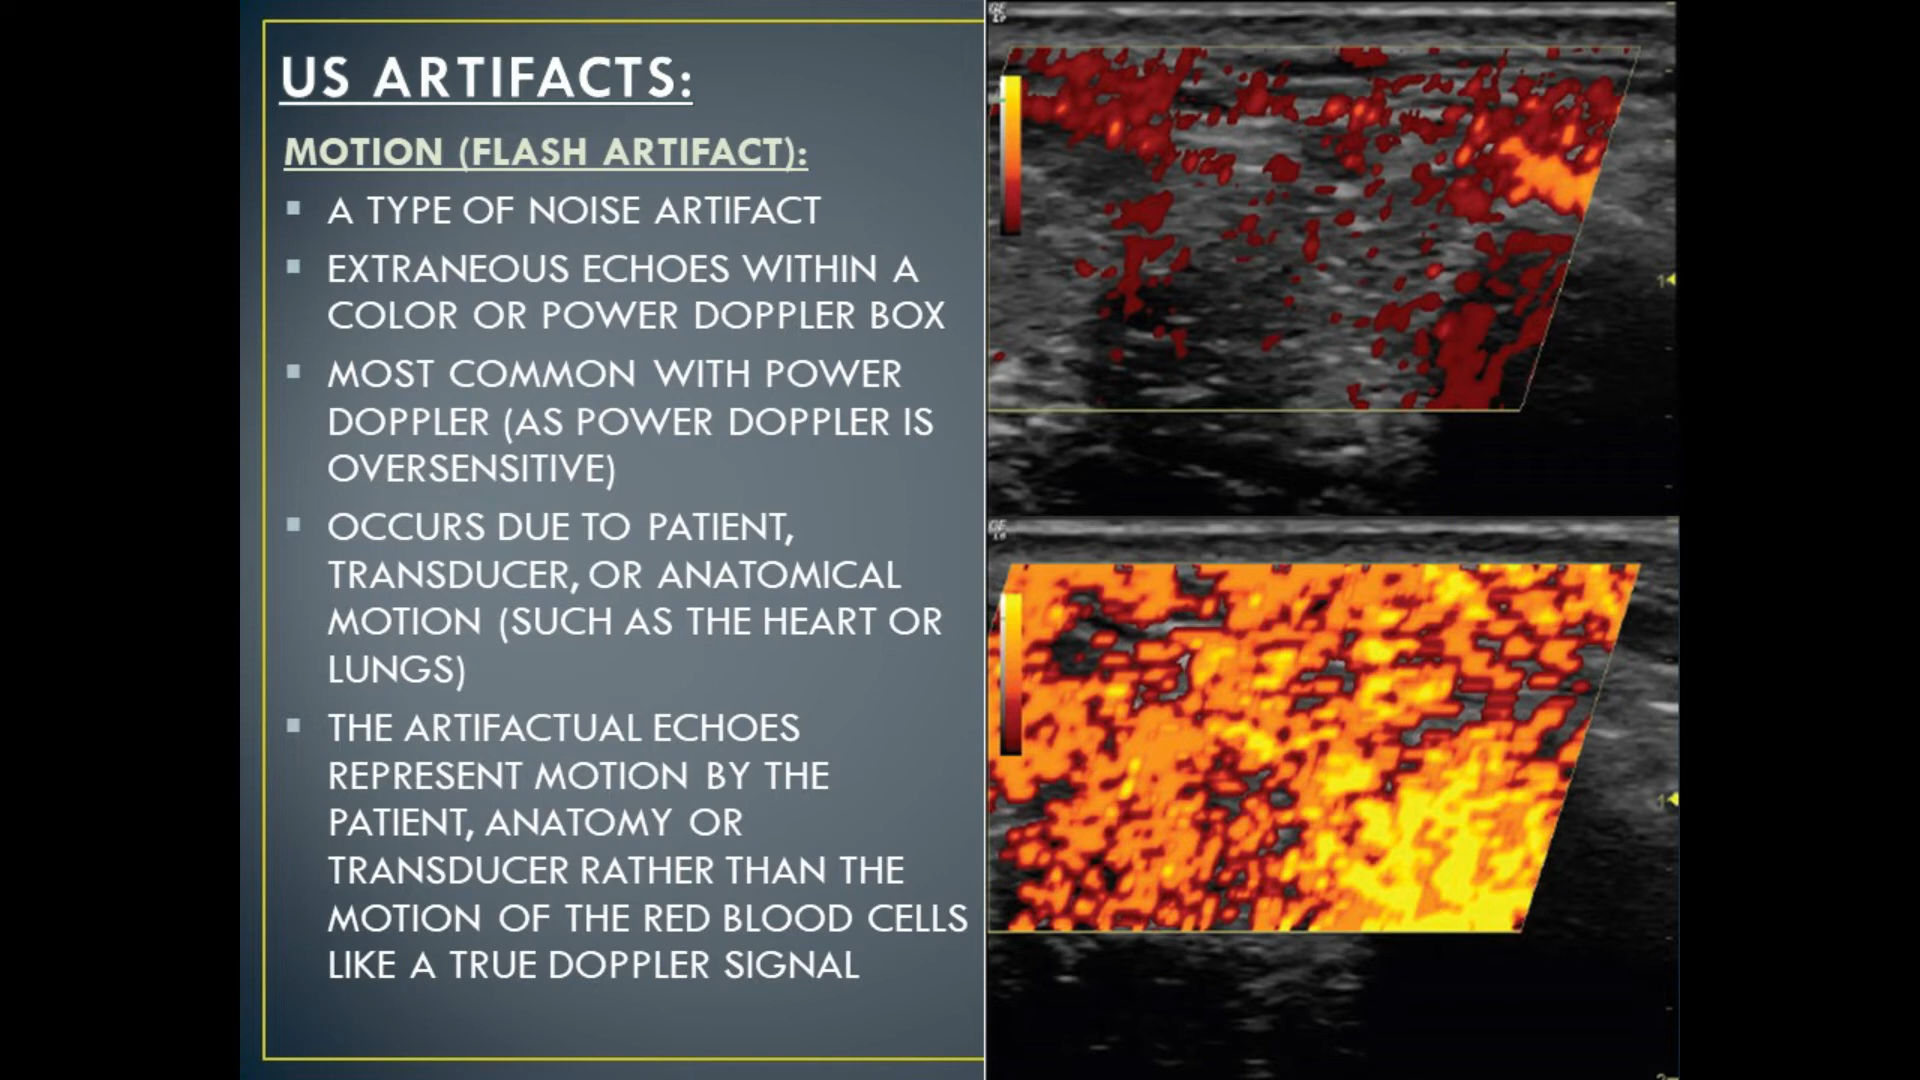 US ARTIFACTS:
MOTION (FLASH ARTIFACT):
▪ A TYPE OF NOISE ARTIFACT
▪ EXTRANEOUS ECHOES WITHIN A
COLOR OR POWER DOPPLER BOX
▪ MOST COMMON WITH POWER
DOPPLER (AS POWER DOPPLER IS
OVERSENSITIVE)
▪ OCCURS DUE TO PATIENT,
TRANSDUCER, OR ANATOMICAL
MOTION (SUCH AS THE HEART OR
LUNGS)
▪ THE ARTIFACTUAL ECHOES
REPRESENT MOTION BY THE
PATIENT, ANATOMY OR
TRANSDUCER RATHER THAN THE
MOTION OF THE RED BLOOD CELLS
LIKE A TRUE DOPPLER SIGNAL
1
1